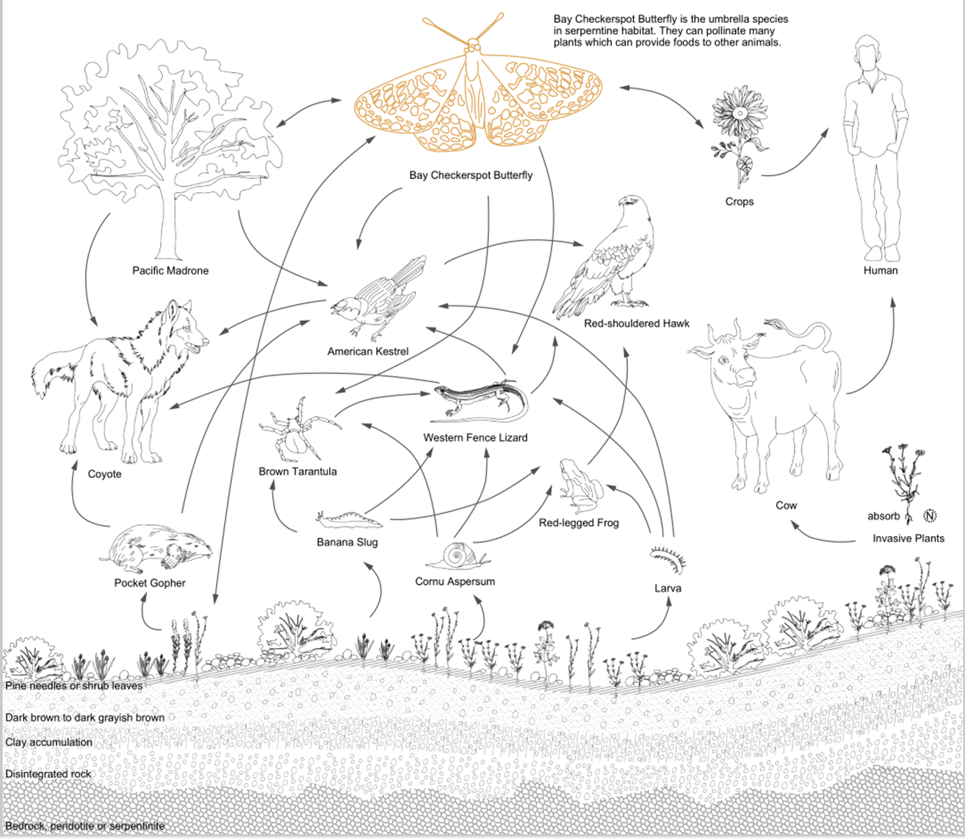 Bay Checkerspot Butterfly is the umbrella species
in serperntine habitat. They can pollinate many
plants which can provide foods to other animals.
Bay Checkerspot Butterfly
Crops
Pacific Madrone
Human
Red-shouldered Hawk
American Kestrel
Western Fence Lizard
Coyote
Brown Tarantula
Cow
absorb N
Red-legged Frog
Invasive Plants
Banana Slug
Pocket Gopher
Cornu Aspersum
Larva
Pine needles or shrub leaves
Dark brown to dark grayish brown
Clay accumulation
Disintegrated rock
Bedrock, peridotite or serpentinite